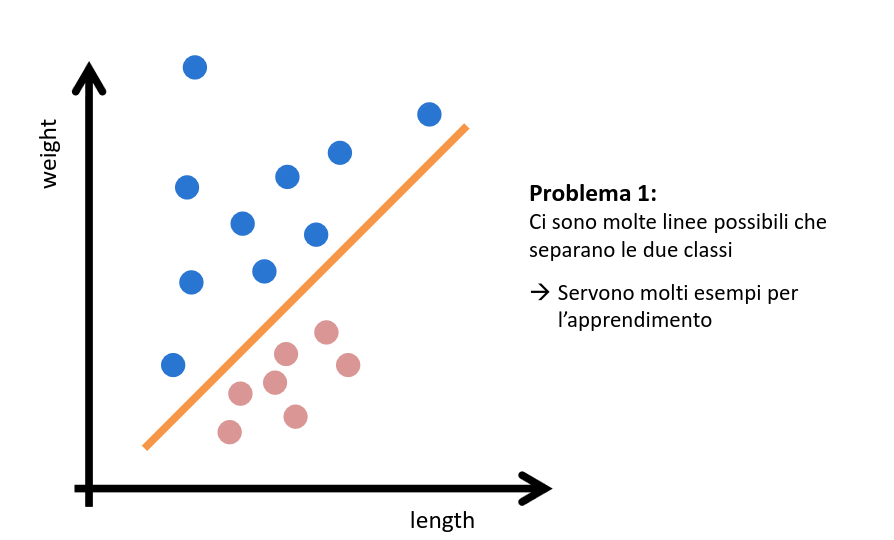 weight
Problema 1:
Ci sono molte linee possibili che
separano le due classi
→ Servono molti esempi per
l’apprendimento
length